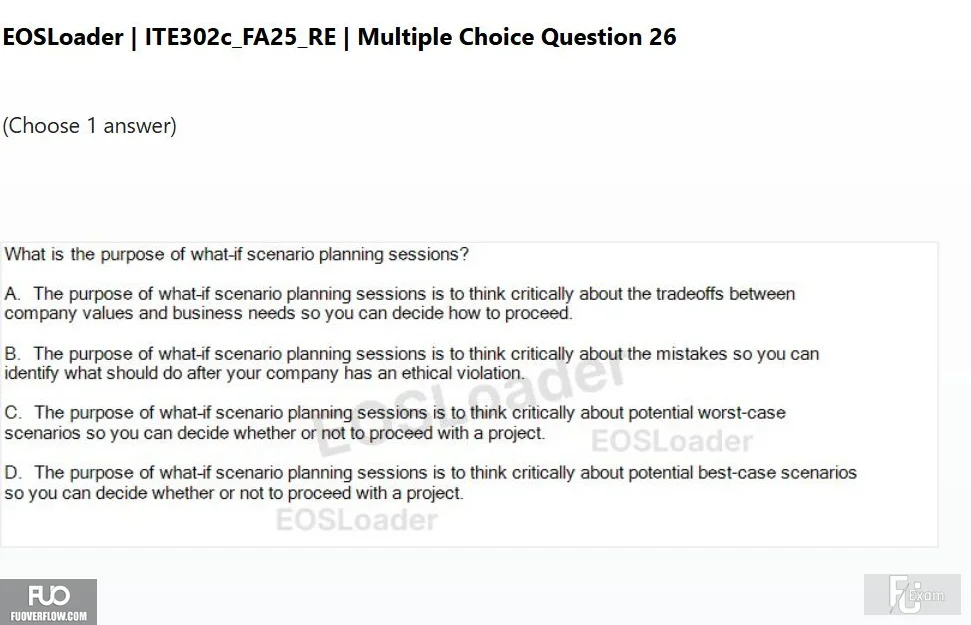 EOSLoader | ITE302c_FA25_RE | Multiple Choice Question 26
(Choose 1 answer)
What is the purpose of what-if scenario planning sessions?
A. The purpose of what-if scenario planning sessions is to think critically about the tradeoffs between
company values and business needs so you can decide how to proceed.
B. The purpose of what-if scenario planning sessions is to think critically about the mistakes so you can
identify what should do after your company has an ethical violation.
C. The purpose of what-if scenario planning sessions is to think critically about potential worst-case
scenarios so you can decide whether or not to proceed with a project.
D. The purpose of what-if scenario planning sessions is to think critically about potential best-case scenarios
so you can decide whether or not to proceed with a project.
EOSLoader
EOSLoader
EOSLoader
FUO
FUOVERFLOW.COM
FU Exam